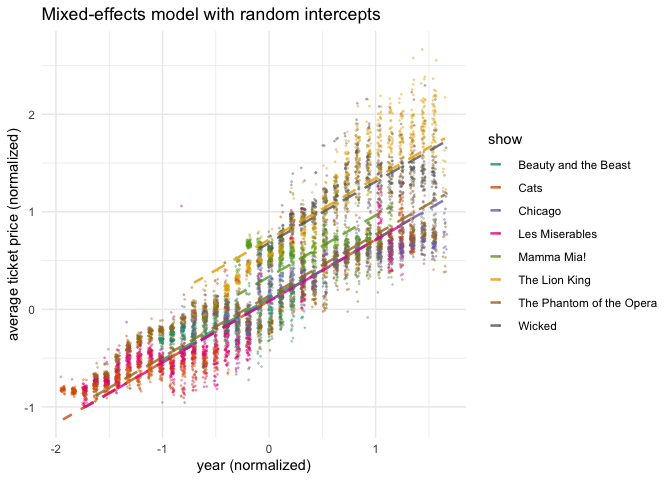 Mixed-effects model with random intercepts
average ticket price (normalized)
2
1
0
-1
-2
-1
0
1
year (normalized)
show
Beauty and the Beast
Cats
Chicago
Les Miserables
Mamma Mia!
The Lion King
The Phantom of the Opera
Wicked